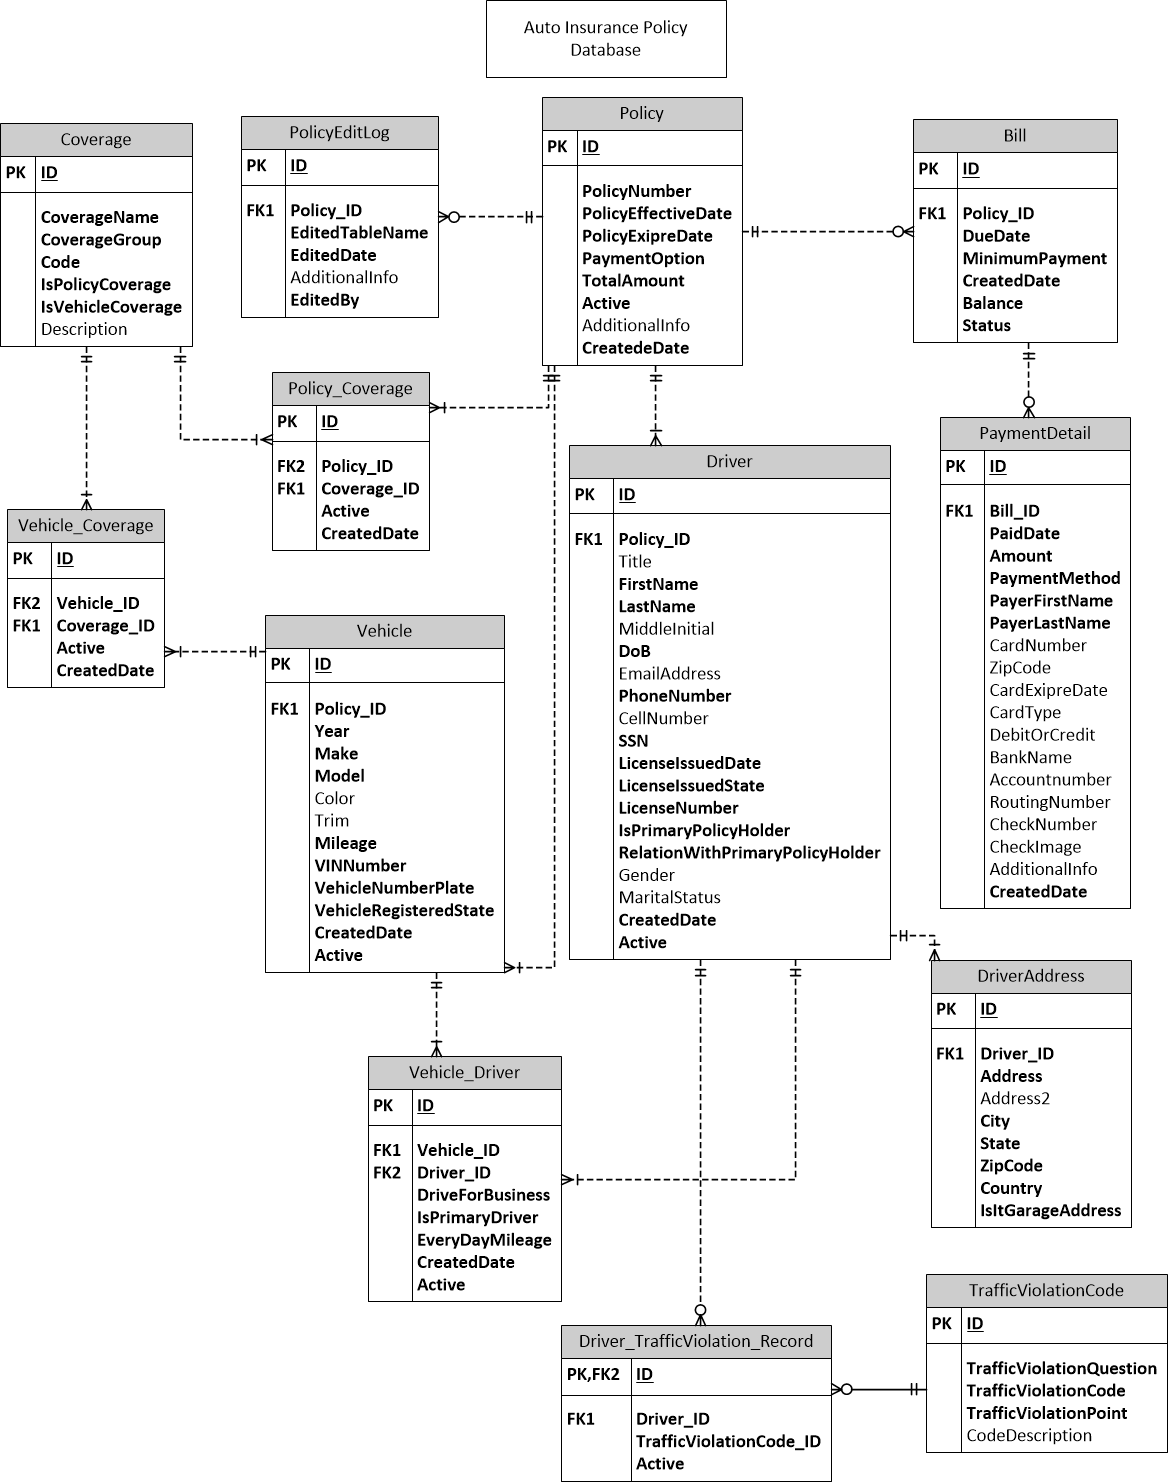 Auto Insurance Policy
Database
Coverage
PK ID
CoverageName
CoverageGroup
Code
IsPolicyCoverage
IsVehicleCoverage
Description
PolicyEditLog
PK ID
FK1 Policy_ID
EditedTableName
EditedDate
AdditionalInfo
EditedBy
Policy
PK ID
PolicyNumber
PolicyEffectiveDate
PolicyExipreDate
PaymentOption
TotalAmount
Active
AdditionalInfo
CreatedeDate
Bill
PK ID
FK1 Policy_ID
DueDate
MinimumPayment
CreatedDate
Balance
Status
Policy_Coverage
PK ID
FK2 Policy_ID
FK1 Coverage_ID
Active
CreatedDate
Driver
PK ID
FK1 Policy_ID
Title
FirstName
LastName
MiddleInitial
DoB
EmailAddress
PhoneNumber
CellNumber
SSN
LicenseIssuedDate
LicenseIssuedState
LicenseNumber
IsPrimaryPolicyHolder
RelationWithPrimaryPolicyHolder
Gender
MaritalStatus
CreatedDate
Active
PaymentDetail
PK ID
FK1 Bill_ID
PaidDate
Amount
PaymentMethod
PayerFirstName
PayerLastName
CardNumber
ZipCode
CardExipreDate
CardType
DebitOrCredit
BankName
Accountnumber
RoutingNumber
CheckNumber
CheckImage
AdditionalInfo
CreatedDate
Vehicle_Coverage
PK ID
FK2 Vehicle_ID
FK1 Coverage_ID
Active
CreatedDate
Vehicle
PK ID
FK1 Policy_ID
Year
Make
Model
Color
Trim
Mileage
VINNumber
VehicleNumberPlate
VehicleRegisteredState
CreatedDate
Active
DriverAddress
PK ID
FK1 Driver_ID
Address
Address2
City
State
ZipCode
Country
IsItGarageAddress
Vehicle_Driver
PK ID
FK1 Vehicle_ID
FK2 Driver_ID
DriveForBusiness
IsPrimaryDriver
EveryDayMileage
CreatedDate
Active
Driver_TrafficViolation_Record
PK,FK2 ID
FK1 Driver_ID
TrafficViolationCode_ID
Active
TrafficViolationCode
PK ID
TrafficViolationQuestion
TrafficViolationCode
TrafficViolationPoint
CodeDescription